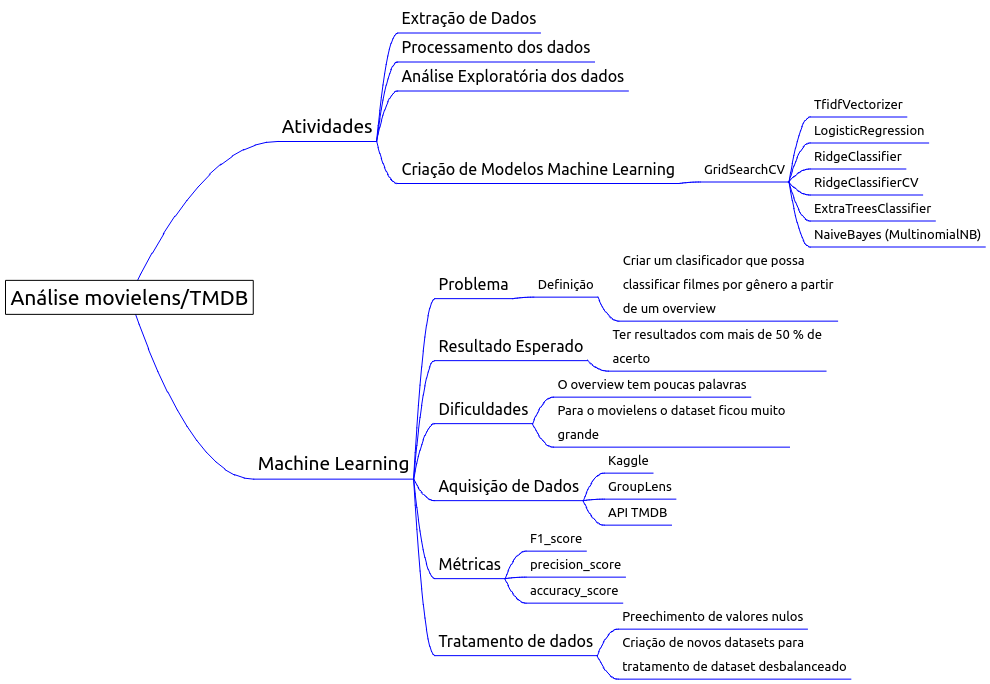 Análise movielens/TMDB
Atividades
Extração de Dados
Processamento dos dados
Análise Exploratória dos dados
Criação de Modelos Machine Learning
GridSearchCV
TfidfVectorizer
LogisticRegression
RidgeClassifier
RidgeClassifierCV
ExtraTreesClassifier
NaiveBayes (MultinomialNB)
Machine Learning
Problema
Definição
Criar um clasificador que possa
classificar filmes por gênero a partir
de um overview
Resultado Esperado
Ter resultados com mais de 50 % de
acerto
Dificuldades
O overview tem poucas palavras
Para o movielens o dataset ficou muito
grande
Aquisição de Dados
Kaggle
GroupLens
API TMDB
Métricas
F1_score
precision_score
accuracy_score
Tratamento de dados
Preechimento de valores nulos
Criação de novos datasets para
tratamento de dataset desbalanceado